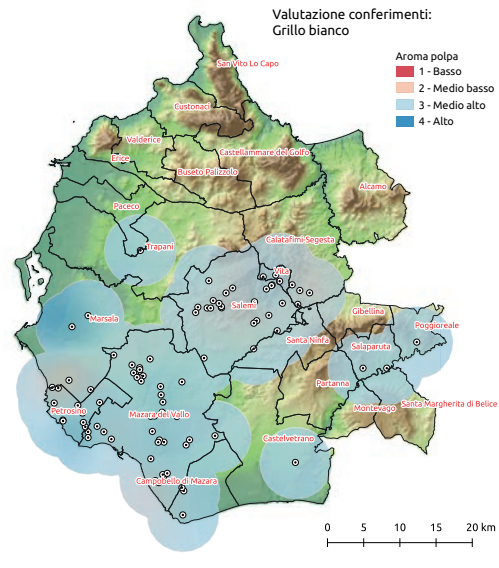 Valutazione conferimenti:
Grillo bianco
Aroma polpa
1 - Basso
2 - Medio basso
3 - Medio alto
4 - Alto
San Vito Lo Capo
Custonaci
Valderice
Erice
Castellammare del Golfo
Buseto Palizzolo
Alcamo
Paceco
Trapani
Calatafimi-Segesta
Vita
Salemi
Marsala
Gibellina
Poggioreale
Santa Ninfa
Salaparuta
Partanna
Petrosino
Mazara del Vallo
Montevago
Santa Margherita di Belice
Castelvetrano
Campobello di Mazara
0 5 10 15 20 km